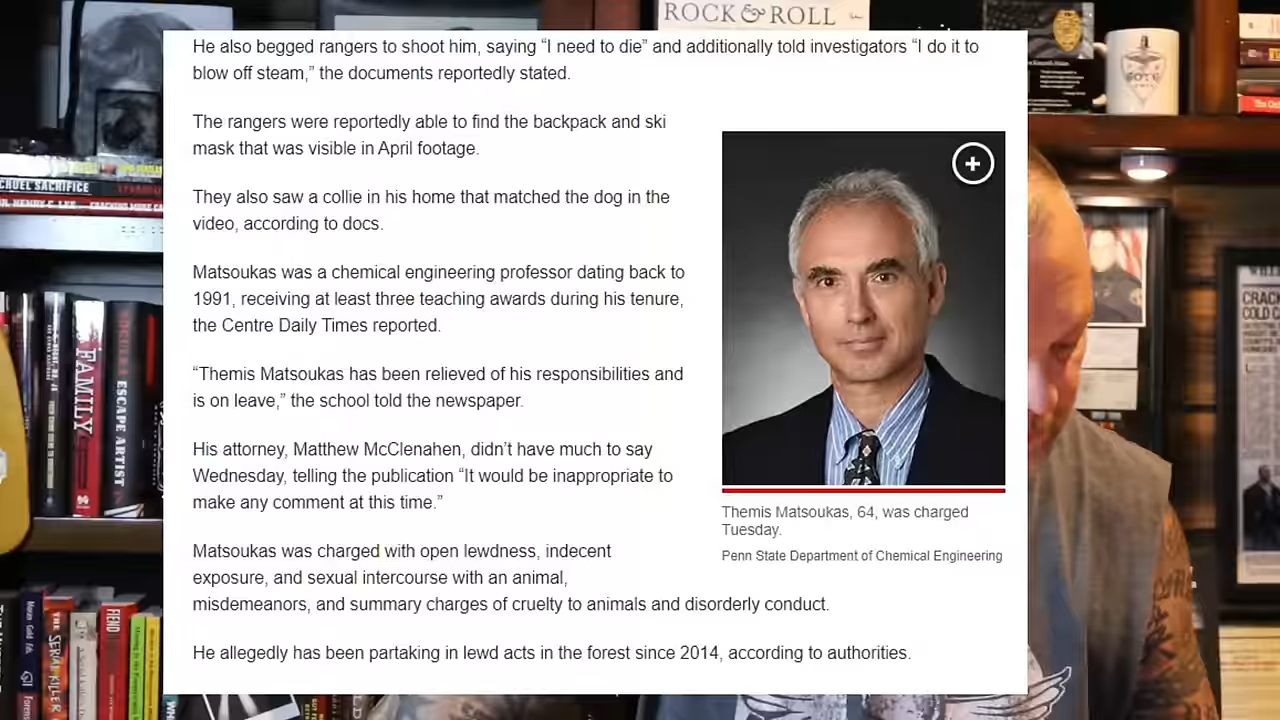 ROCK & ROLL
He also begged rangers to shoot him, saying “I need to die” and additionally told investigators “I do it to
blow off steam,” the documents reportedly stated.
The rangers were reportedly able to find the backpack and ski
mask that was visible in April footage.
They also saw a collie in his home that matched the dog in the
video, according to docs.
Matsoukas was a chemical engineering professor dating back to
1991, receiving at least three teaching awards during his tenure,
the Centre Daily Times reported.
“Themis Matsoukas has been relieved of his responsibilities and
is on leave,” the school told the newspaper.
His attorney, Matthew McClenahen, didn’t have much to say
Wednesday, telling the publication “It would be inappropriate to
make any comment at this time.”
Matsoukas was charged with open lewdness, indecent
exposure, and sexual intercourse with an animal,
misdemeanors, and summary charges of cruelty to animals and disorderly conduct.
He allegedly has been partaking in lewd acts in the forest since 2014, according to authorities.
Themis Matsoukas, 64, was charged
Tuesday.
Penn State Department of Chemical Engineering
SACRIFICE
FAMILY
ESCAPE ARTIST
THE SERIAL KILLER
FIEND
CRACK
COLD C